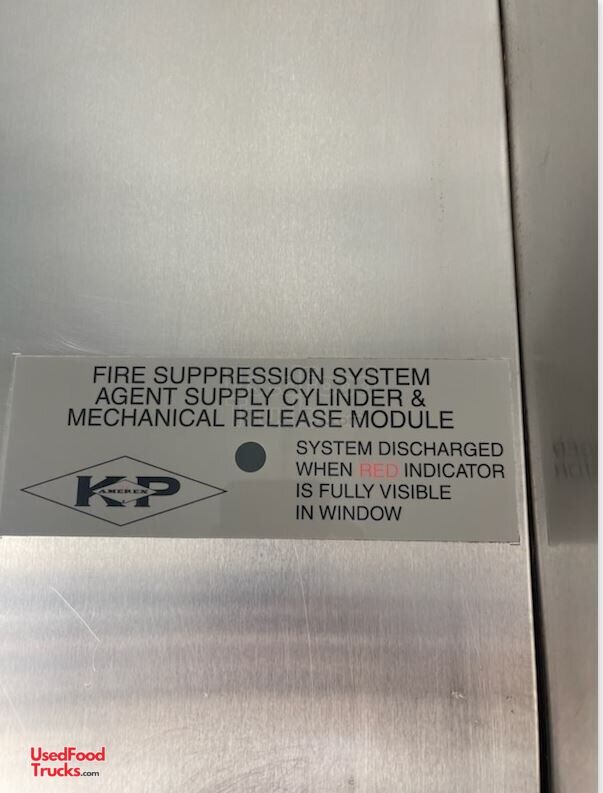 FIRE SUPPRESSION SYSTEM
AGENT SUPPLY CYLINDER &
MECHANICAL RELEASE MODULE
SYSTEM DISCHARGED
WHEN RED INDICATOR
IS FULLY VISIBLE
IN WINDOW
KP
AMEREX
UsedFood
Trucks.com